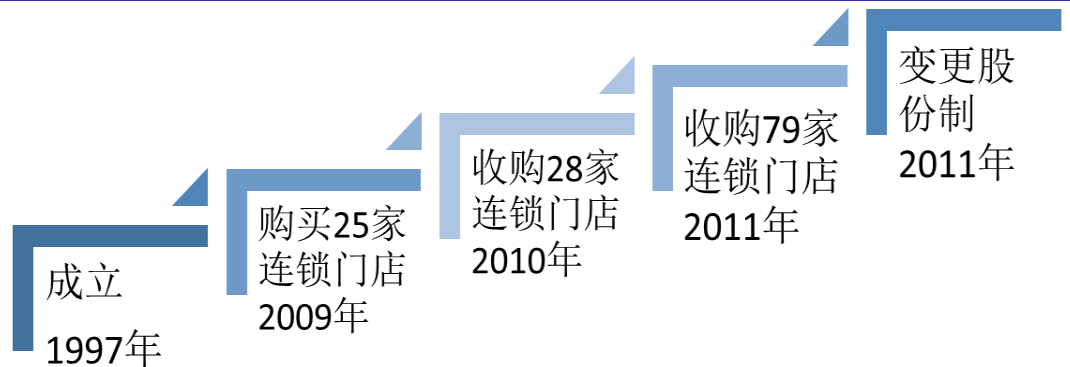 成立
1997年
购买25家
连锁门店
2009年
收购28家
连锁门店
2010年
收购79家
连锁门店
2011年
变更股
份制
2011年